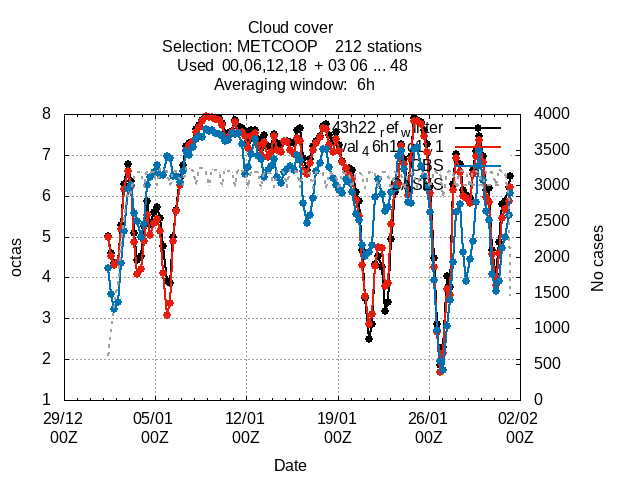 Cloud cover
Selection: METCOOP 212 stations
Used 00,06,12,18 + 03 06 ... 48
Averaging window: 6h
8
7
6
5
4
3
2
1
octas
4000
3500
3000
2500
2000
1500
1000
500
0
No cases
OBS
29/12 05/01 12/01 19/01 26/01 02/02
00Z 00Z 00Z 00Z 00Z 00Z
Date